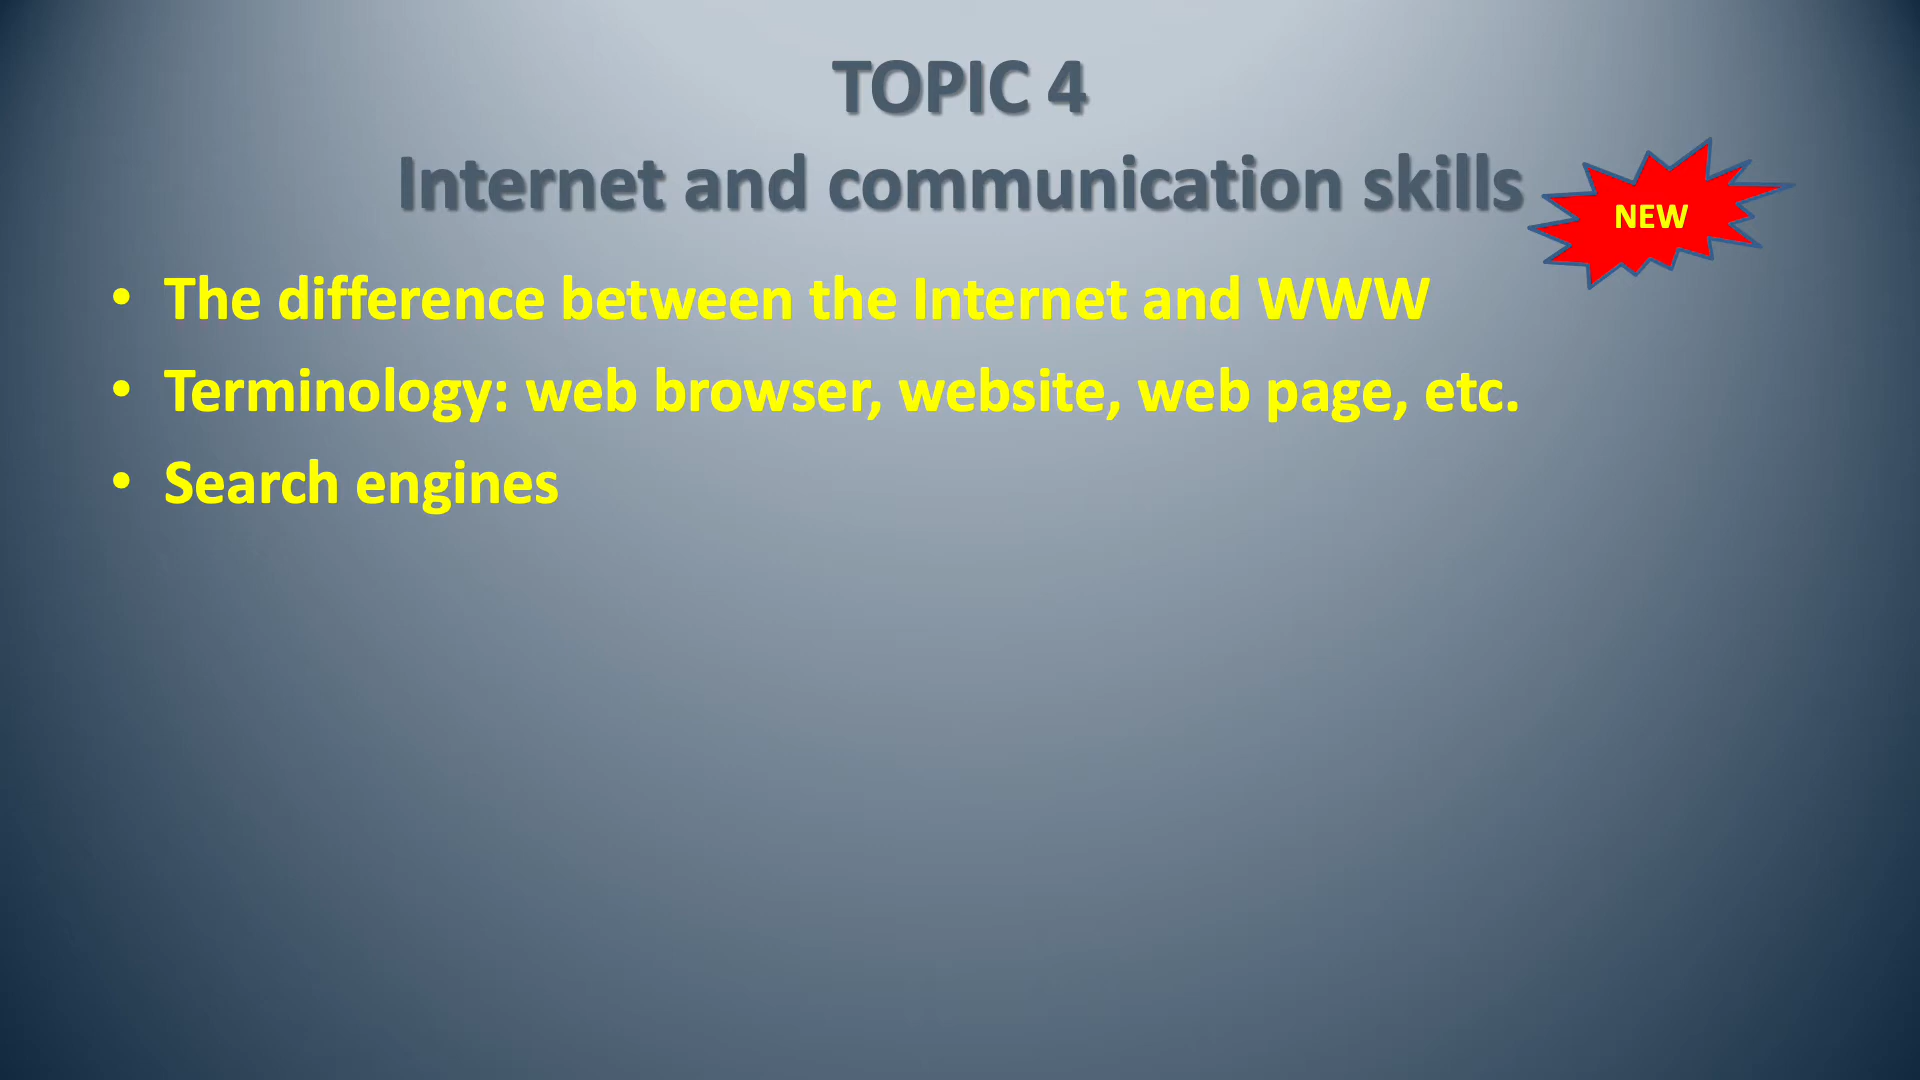 TOPIC 4
Internet and communication skills
NEW
• The difference between the Internet and WWW
• Terminology: web browser, website, web page, etc.
• Search engines